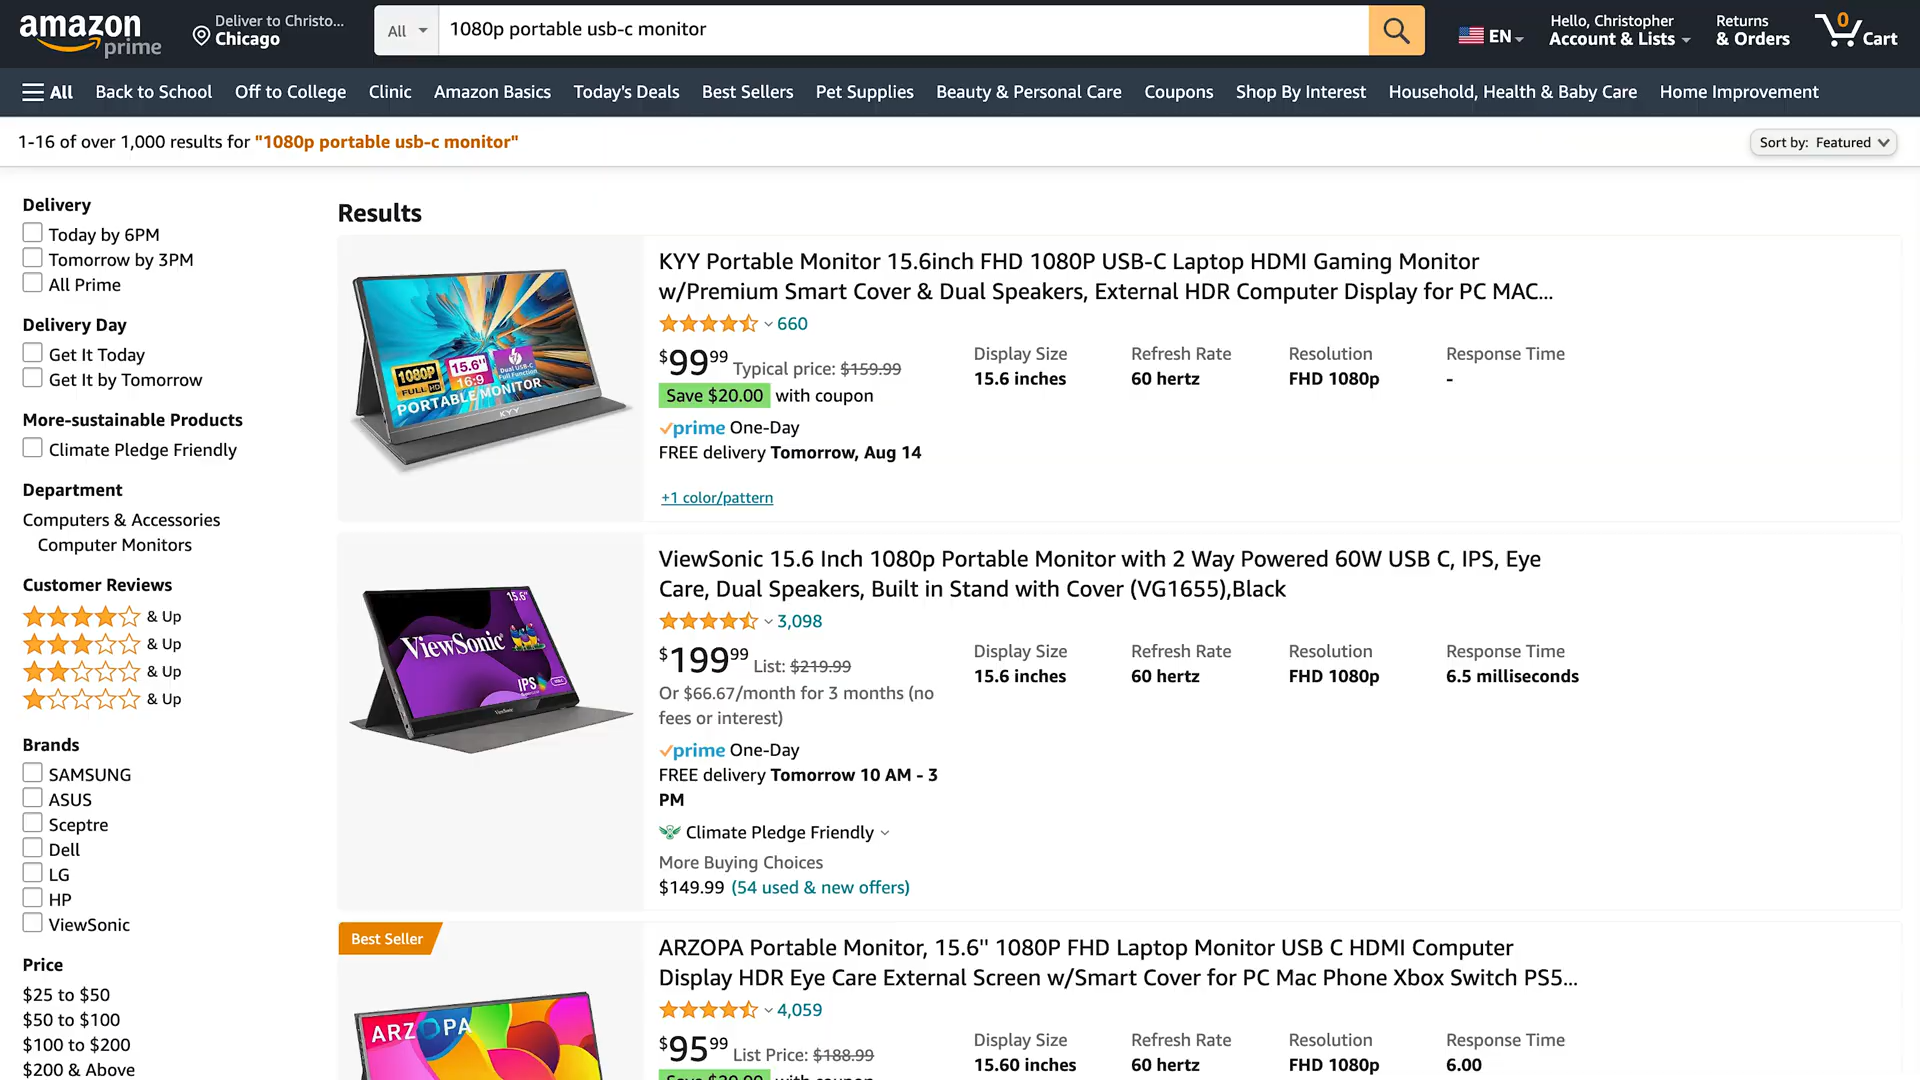 amazon
prime
Deliver to Christo...
Chicago
All
1080p portable usb-c monitor
EN
Hello, Christopher
Account & Lists
Returns
& Orders
0
Cart
All
Back to School
Off to College
Clinic
Amazon Basics
Today's Deals
Best Sellers
Pet Supplies
Beauty & Personal Care
Coupons
Shop By Interest
Household, Health & Baby Care
Home Improvement
1-16 of over 1,000 results for "1080p portable usb-c monitor"
Sort by: Featured
Delivery
Today by 6PM
Tomorrow by 3PM
All Prime
Delivery Day
Get It Today
Get It by Tomorrow
More-sustainable Products
Climate Pledge Friendly
Department
Computers & Accessories
Computer Monitors
Customer Reviews
& Up
& Up
& Up
& Up
Brands
SAMSUNG
ASUS
Sceptre
Dell
LG
HP
ViewSonic
Price
$25 to $50
$50 to $100
$100 to $200
$200 & Above
Results
1080P
FULL HD
15.6"
16:9
Dual USB-C
Full Function
PORTABLE MONITOR
KYY
KYY Portable Monitor 15.6inch FHD 1080P USB-C Laptop HDMI Gaming Monitor
w/Premium Smart Cover & Dual Speakers, External HDR Computer Display for PC MAC...
660
$99.99 Typical price: $159.99
Save $20.00 with coupon
prime One-Day
FREE delivery Tomorrow, Aug 14
+1 color/pattern
Display Size
15.6 inches
Refresh Rate
60 hertz
Resolution
FHD 1080p
Response Time
-
15.6"
ViewSonic
IPS
ViewSonic
ViewSonic 15.6 Inch 1080p Portable Monitor with 2 Way Powered 60W USB C, IPS, Eye
Care, Dual Speakers, Built in Stand with Cover (VG1655),Black
3,098
$199.99 List: $219.99
Or $66.67/month for 3 months (no
fees or interest)
prime One-Day
FREE delivery Tomorrow 10 AM - 3
PM
Climate Pledge Friendly
More Buying Choices
$149.99 (54 used & new offers)
Display Size
15.6 inches
Refresh Rate
60 hertz
Resolution
FHD 1080p
Response Time
6.5 milliseconds
Best Seller
ARZOPA
ARZOPA Portable Monitor, 15.6'' 1080P FHD Laptop Monitor USB C HDMI Computer
Display HDR Eye Care External Screen w/Smart Cover for PC Mac Phone Xbox Switch PS5...
4,059
$95.99 List Price: $188.99
Save $20.00 with coupon
Display Size
15.60 inches
Refresh Rate
60 hertz
Resolution
FHD 1080p
Response Time
6.00